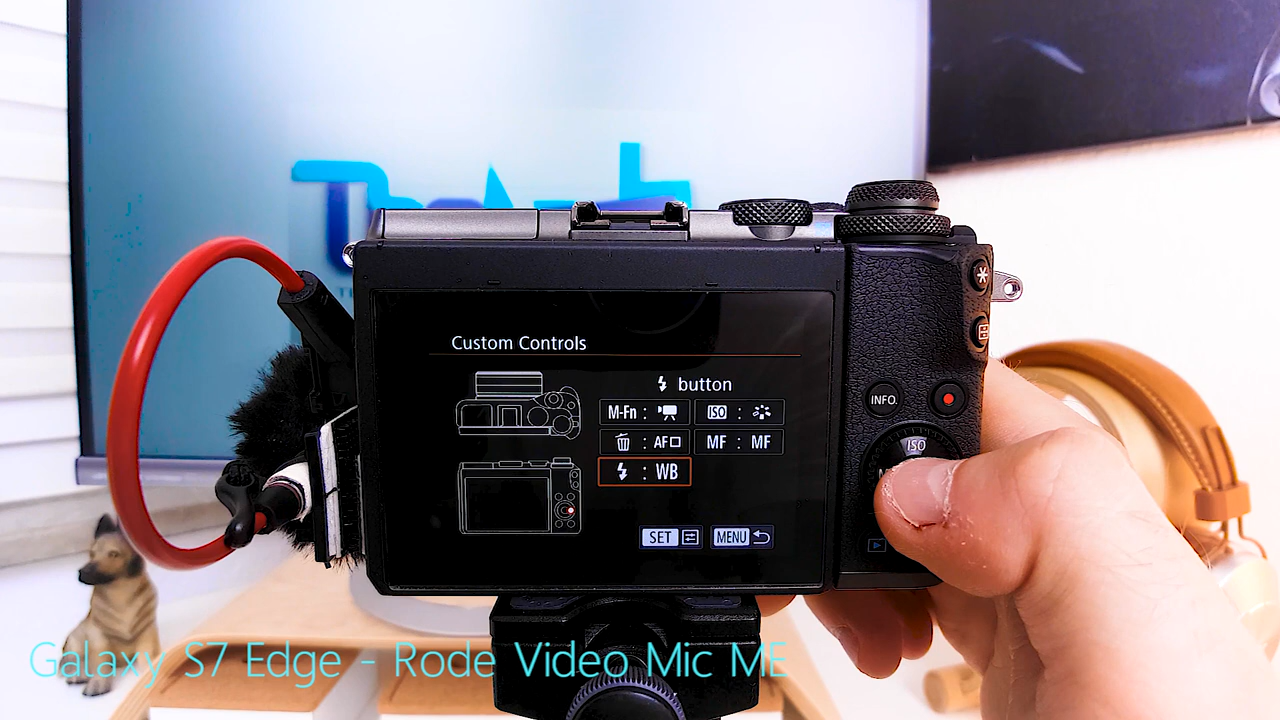 Custom Controls
button
M-Fn :
ISO :
: AF
MF : MF
: WB
SET
MENU
INFO.
ISO
Galaxy S7 Edge - Rode Video Mic ME